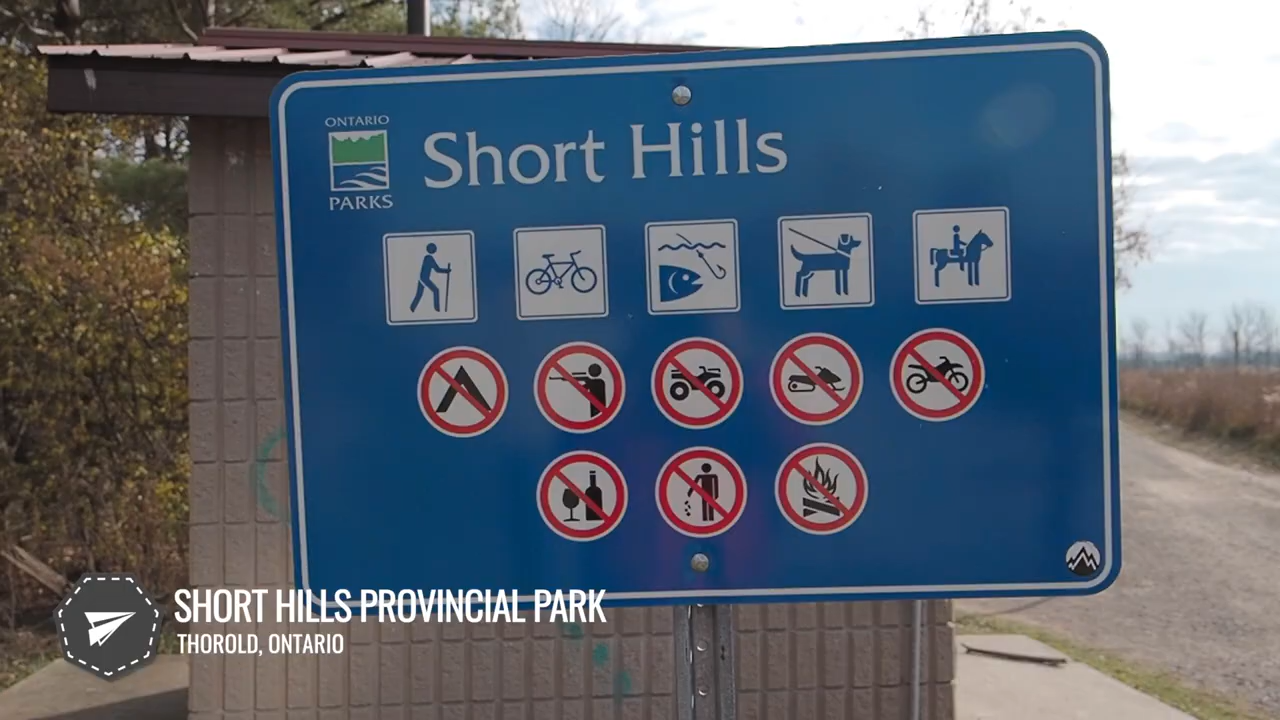 ONTARIO
PARKS
Short Hills
SHORT HILLS PROVINCIAL PARK
THOROLD, ONTARIO